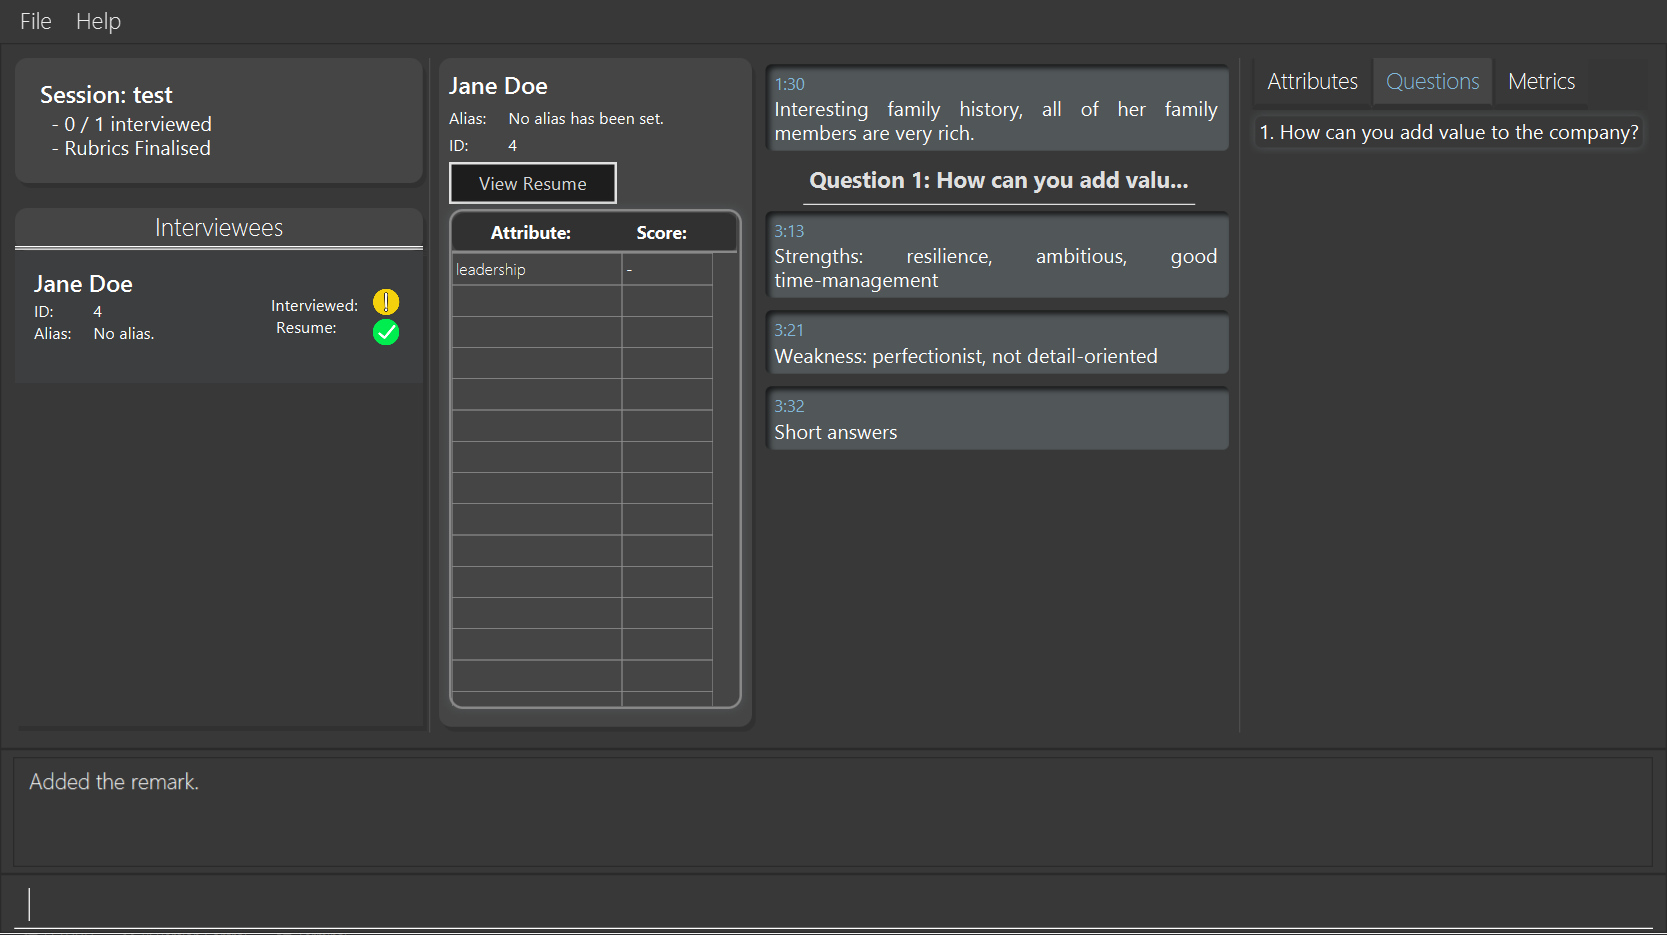 File Help
Session: test
- 0 / 1 interviewed
- Rubrics Finalised
Interviewees
Jane Doe
ID: 4
Alias: No alias.
Interviewed:
Resume:
Jane Doe
Alias: No alias has been set.
ID: 4
View Resume
Attribute: Score:
leadership -
1:30
Interesting family history, all of her family
members are very rich.
Question 1: How can you add valu...
3:13
Strengths: resilience, ambitious, good
time-management
3:21
Weakness: perfectionist, not detail-oriented
3:32
Short answers
Attributes Questions Metrics
1. How can you add value to the company?
Added the remark.